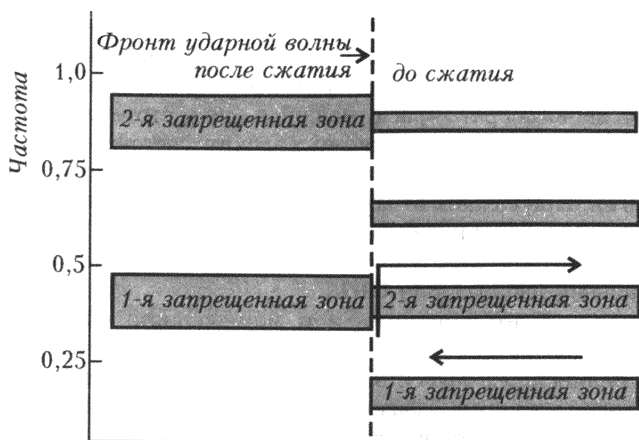 Фронт ударной волны
после сжатия
до сжатия
Частота
1,0
2-я запрещенная зона
0,75
0,5
1-я запрещенная зона
2-я запрещенная зона
0,25
1-я запрещенная зона